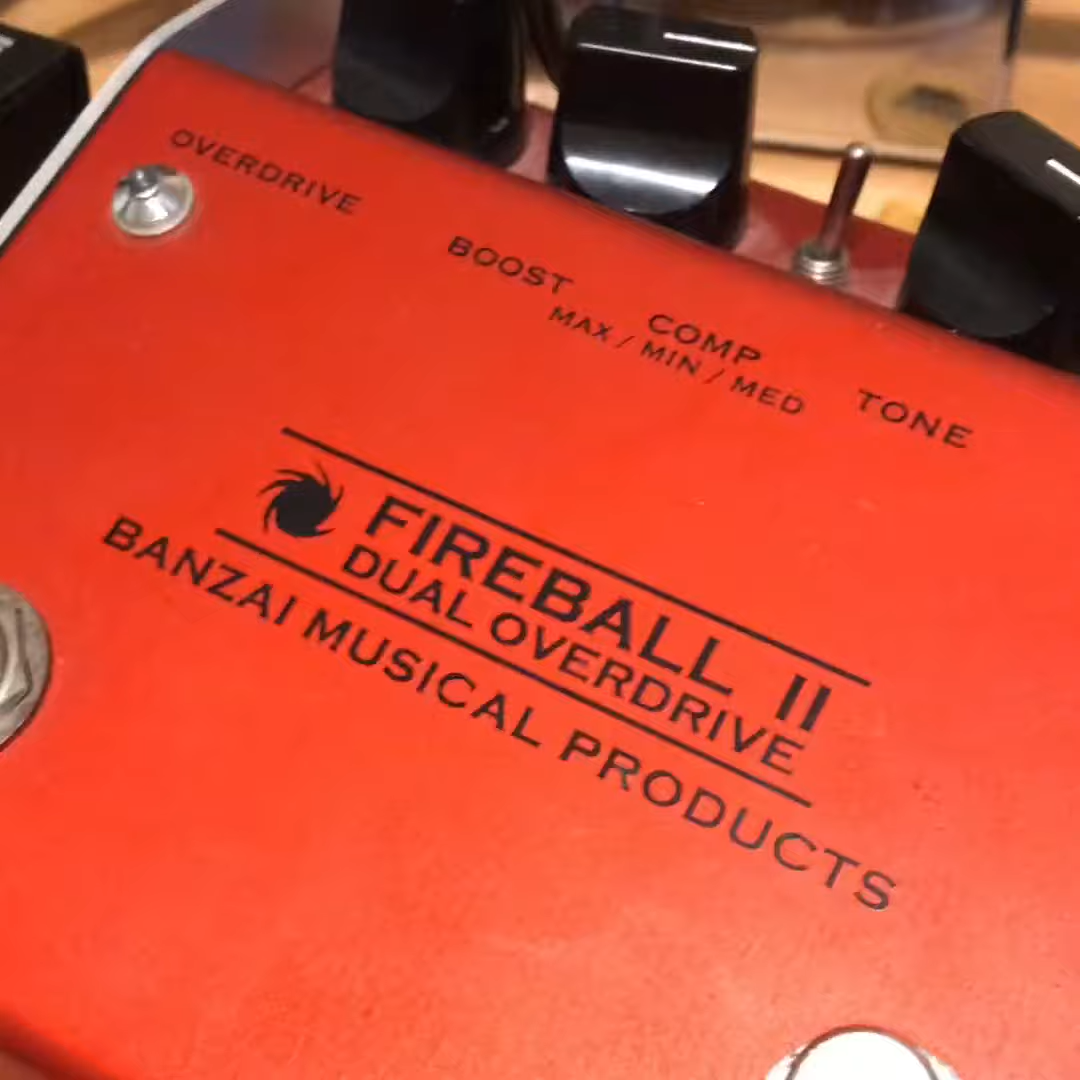 OVERDRIVE
BOOST
COMP
MAX / MIN / MED
TONE
FIREBALL II
DUAL OVERDRIVE
BANZAI MUSICAL PRODUCTS